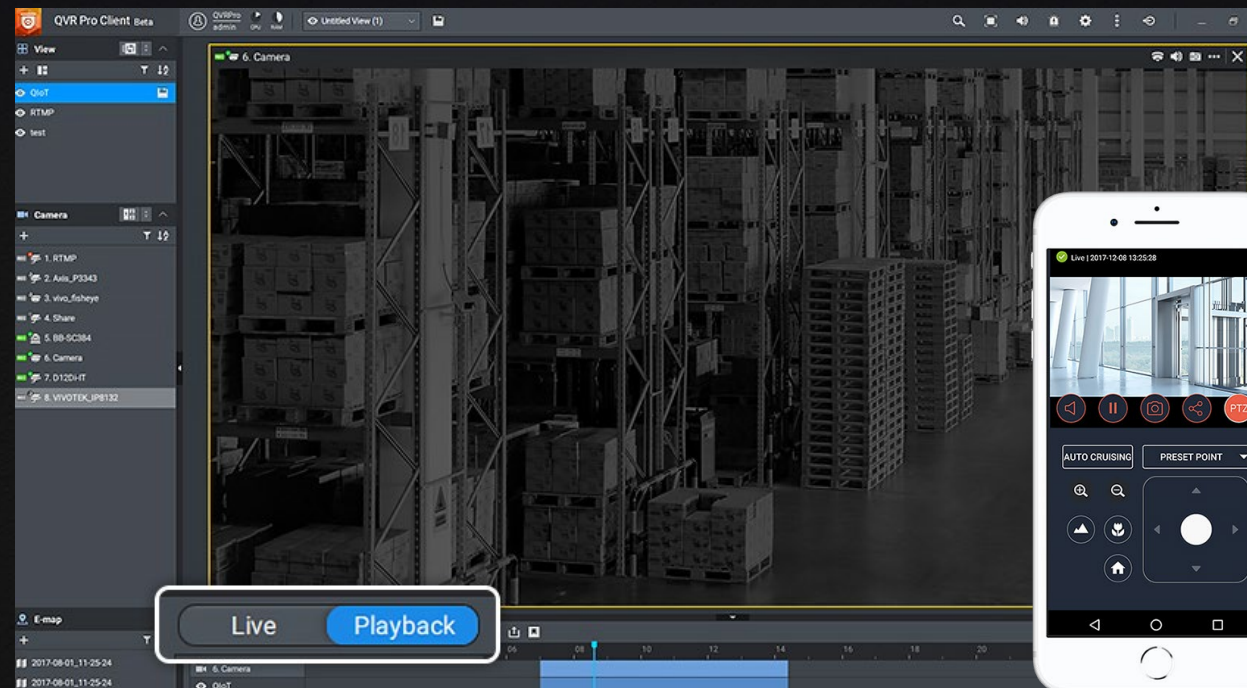 QVR Pro Client Beta
QVRPro
admin
CPU
RAM
Untitled View (1)
View
QIoT
RTMP
test
Camera
1. RTMP
2. Axis_P3343
3. vivo_fisheye
4. Share
5. BB-SC384
6. Camera
7. D12Di-IT
8. VIVOTEK_IP8132
E-map
2017-08-01_11-25-24
2017-08-01_11-25-24
6. Camera
Live
Playback
06 08 10 12 14 16 18 20
6. Camera
QIoT
Live | 2017-12-08 13:25:28
PTZ
AUTO CRUISING
PRESET POINT